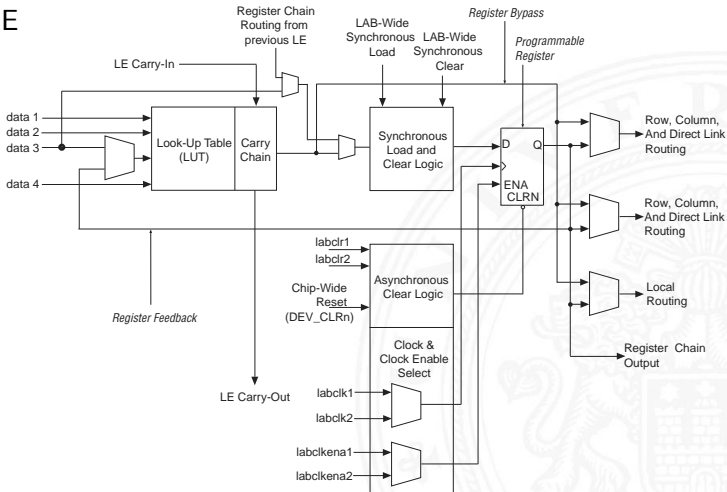 E
Register Chain
Routing from
previous LE
LAB-Wide
Synchronous
Load
LAB-Wide
Synchronous
Clear
Register Bypass
Programmable
Register
LE Carry-In
data 1
data 2
data 3
data 4
Look-Up Table
(LUT)
Carry
Chain
Synchronous
Load and
Clear Logic
D
Q
ENA
CLRN
Row, Column,
And Direct Link
Routing
Row, Column,
And Direct Link
Routing
Local
Routing
Register Chain
Output
labclr1
labclr2
Chip-Wide
Reset
(DEV_CLRn)
Asynchronous
Clear Logic
Register Feedback
Clock &
Clock Enable
Select
LE Carry-Out
labclk1
labclk2
labclkena1
labclkena2